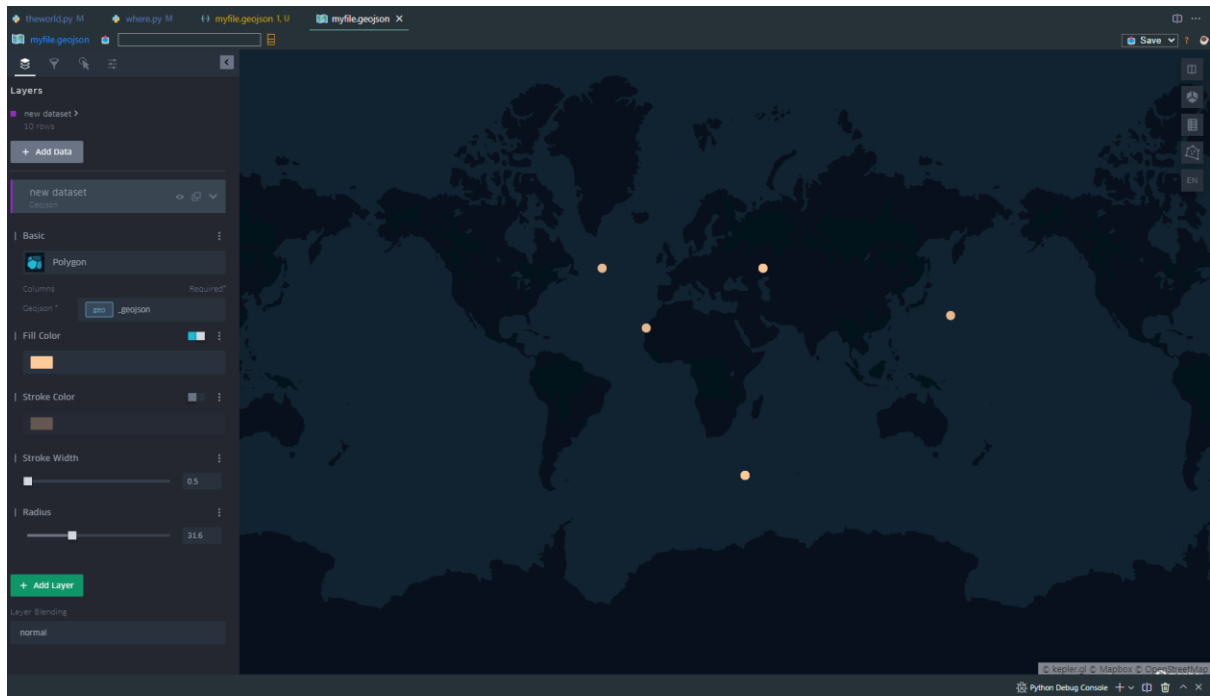 theworld.py M where.py M myfile.geojson 1, U myfile.geojson
myfile.geojson Save ?
Layers
new dataset
10 rows
+ Add Data
new dataset
Geojson
Basic
Polygon
Columns Required*
Geojson * geo _geojson
Fill Color
Stroke Color
Stroke Width
0.5
Radius
31.6
+ Add Layer
Layer Blending
normal
EN
© kepler.gl © Mapbox © OpenStreetMap
Python Debug Console